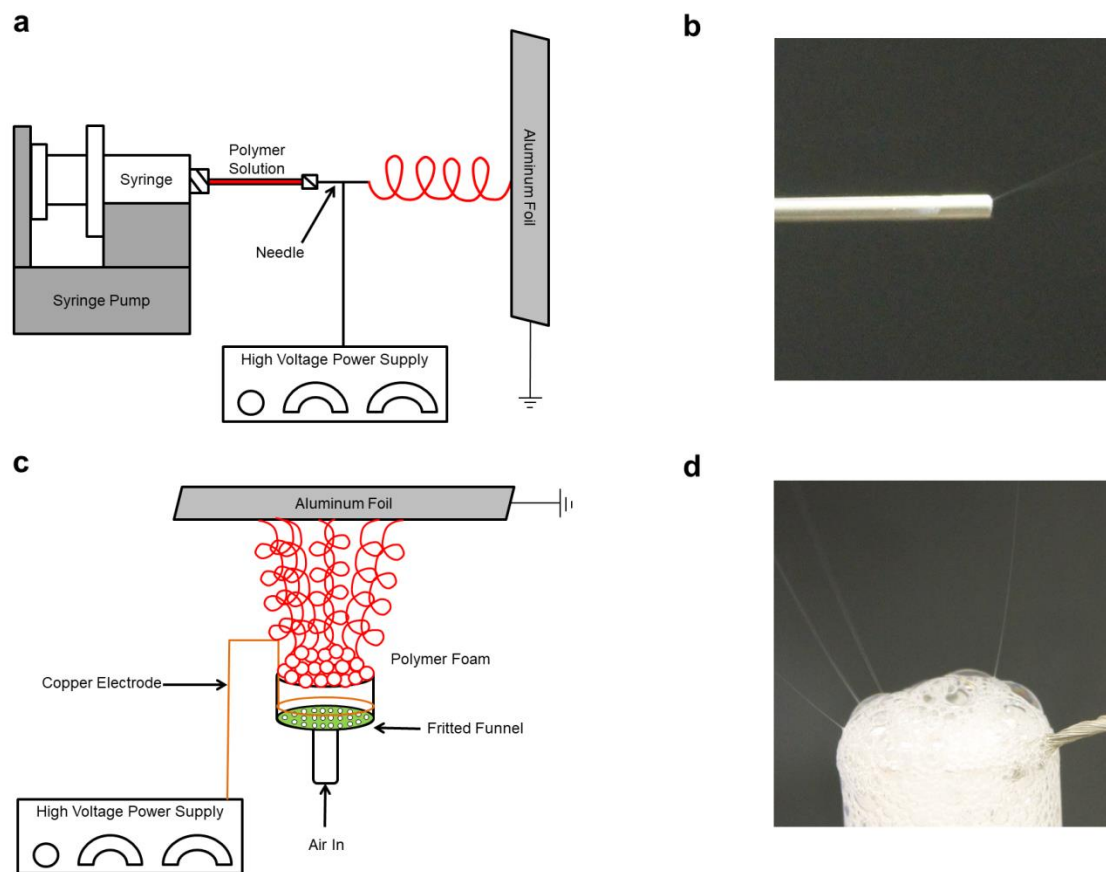 a
Polymer
Solution
Syringe
Aluminum Foil
Needle
Syringe Pump
High Voltage Power Supply
b
c
Aluminum Foil
Polymer Foam
Copper Electrode
Fritted Funnel
High Voltage Power Supply
Air In
d